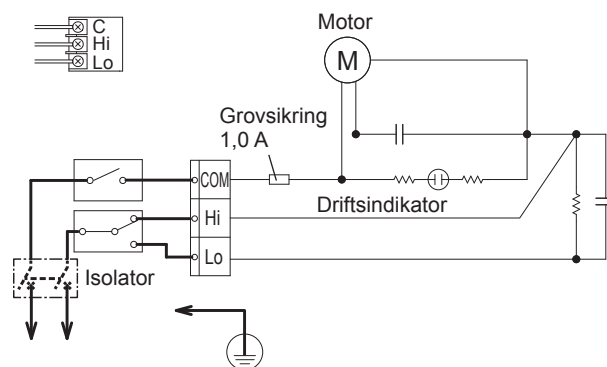 C
Hi
Lo
Motor
M
Grovsikring
1,0 A
COM
Hi
Driftsindikator
Lo
Isolator